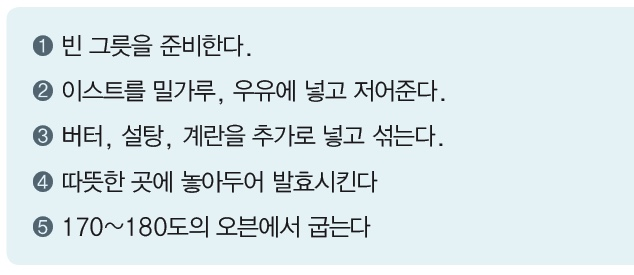 ❶ 빈 그릇을 준비한다.
❷ 이스트를 밀가루, 우유에 넣고 저어준다.
❸ 버터, 설탕, 계란을 추가로 넣고 섞는다.
❹ 따뜻한 곳에 놓아두어 발효시킨다
❺ 170～180도의 오븐에서 굽는다